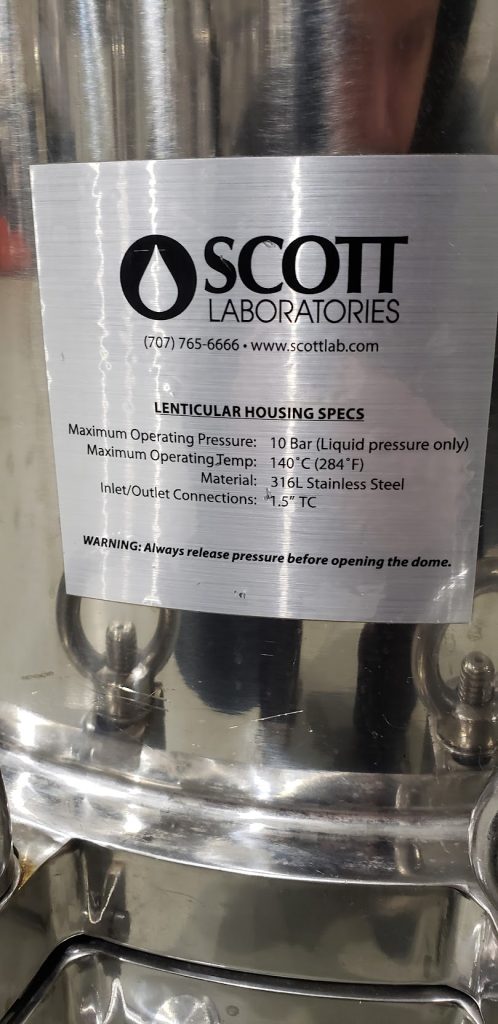 SCOTT
LABORATORIES
(707) 765-6666 • www.scottlab.com
LENTICULAR HOUSING SPECS
Maximum Operating Pressure: 10 Bar (Liquid pressure only)
Maximum Operating Temp: 140˚C (284˚F)
Material: 316L Stainless Steel
Inlet/Outlet Connections: 1.5” TC
WARNING: Always release pressure before opening the dome.